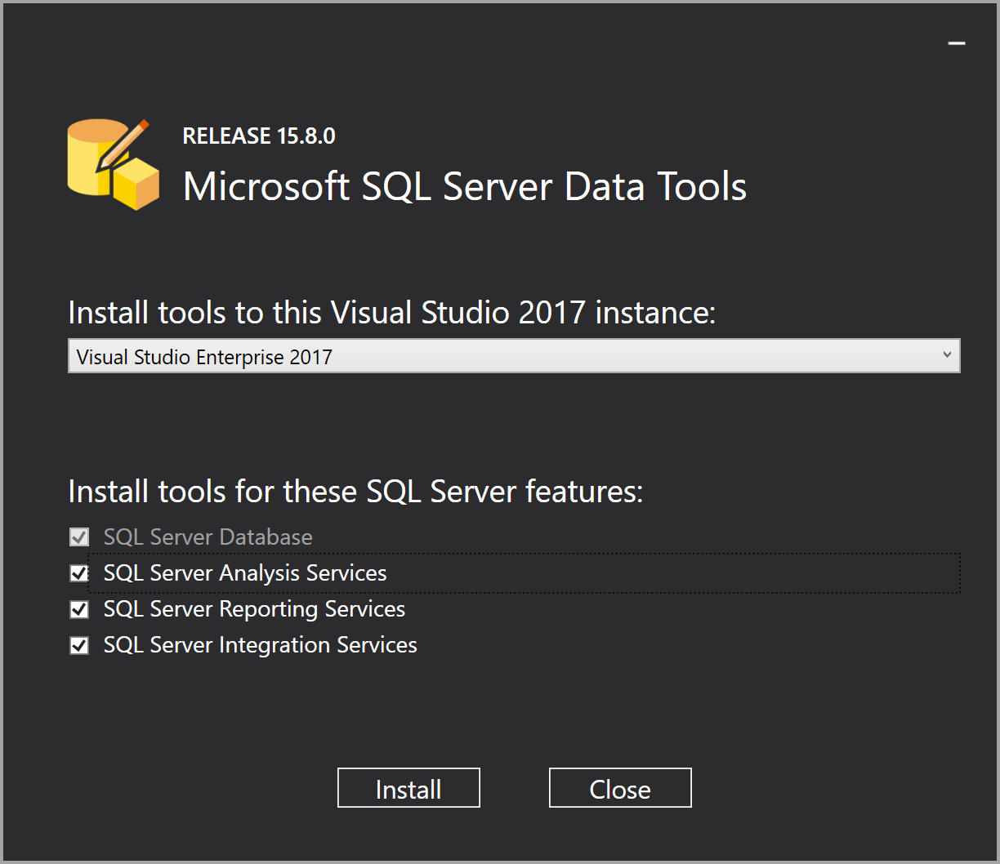 RELEASE 15.8.0
Microsoft SQL Server Data Tools
Install tools to this Visual Studio 2017 instance:
Visual Studio Enterprise 2017
Install tools for these SQL Server features:
SQL Server Database
SQL Server Analysis Services
SQL Server Reporting Services
SQL Server Integration Services
Install
Close